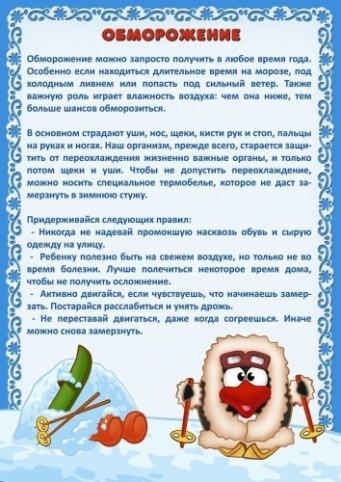 ОБМОРОЖЕНИЕ
Обморожение можно запросто получить в любое время года.
Особенно если находиться длительное время на морозе, под
холодным ливнем или попасть под сильный ветер. Также
важную роль играет влажность воздуха: чем она ниже, тем
больше шансов обморозиться.
В основном страдают уши, нос, щеки, кисти рук и стоп, пальцы
на руках и ногах. Наш организм, прежде всего, старается защи-
тить от переохлаждения жизненно важные органы, и только
потом щеки и уши. Чтобы не допустить переохлаждение,
можно носить специальное термобелье, которое не даст за-
мерзнуть в зимнюю стужу.
Придерживайся следующих правил:
- Никогда не надевай промокшую насквозь обувь и сырую
одежду на улицу.
- Ребенку полезно быть на свежем воздухе, но только не во
время болезни. Лучше полечиться некоторое время дома,
чтобы не получить осложнение.
- Активно двигайся, если чувствуешь, что начинаешь замер-
зать. Постарайся расслабиться и унять дрожь.
- Не переставай двигаться, даже когда согреешься. Иначе
можно снова замерзнуть.